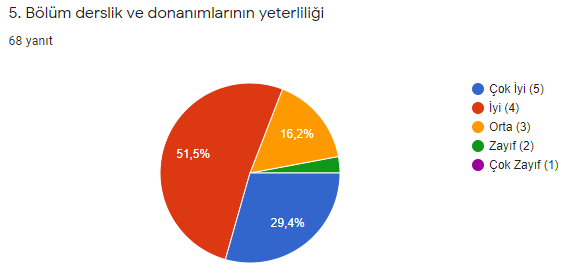 5. Bölüm derslik ve donanımlarının yeterliliği
68 yanıt
Çok İyi (5)
İyi (4)
Orta (3)
Zayıf (2)
Çok Zayıf (1)
16,2%
51,5%
29,4%